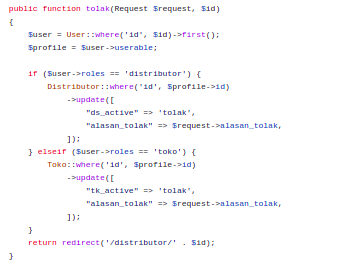 public function tolak(Request $request, $id)
{
    $user = User::where('id', $id)->first();
    $profile = $user->userable;

    if ($user->roles == 'distributor') {
        Distributor::where('id', $profile->id)
            ->update([
                "ds_active" => 'tolak',
                "alasan_tolak" => $request->alasan_tolak,
            ]);
    } elseif ($user->roles == 'toko') {
        Toko::where('id', $profile->id)
            ->update([
                "tk_active" => 'tolak',
                "alasan_tolak" => $request->alasan_tolak,
            ]);
    }
    return redirect('/distributor/' . $id);
}